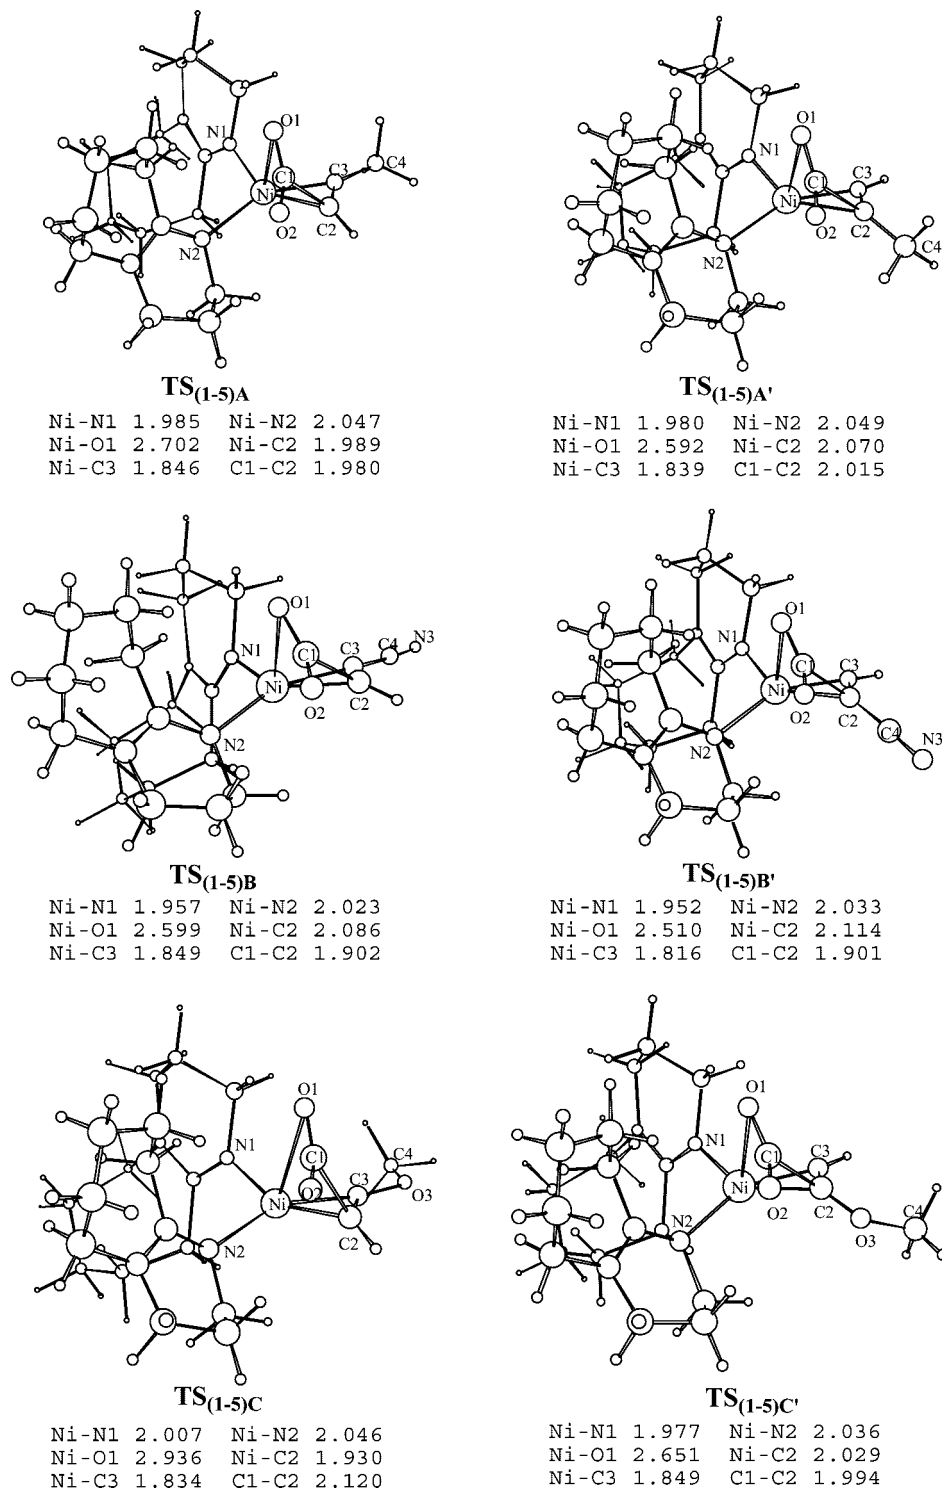 O1
N1
C3
C4
C1
Ni
O2
C2
N2
TS(1-5)A
Ni-N1 1.985 Ni-N2 2.047
Ni-O1 2.702 Ni-C2 1.989
Ni-C3 1.846 C1-C2 1.980
O1
N1
C3
C1
Ni
O2
C2
C4
N2
TS(1-5)A'
Ni-N1 1.980 Ni-N2 2.049
Ni-O1 2.592 Ni-C2 2.070
Ni-C3 1.839 C1-C2 2.015
O1
N3
N1
C1
C3
C4
Ni
O2
C2
N2
TS(1-5)B
Ni-N1 1.957 Ni-N2 2.023
Ni-O1 2.599 Ni-C2 2.086
Ni-C3 1.849 C1-C2 1.902
O1
N1
C3
C1
Ni
O2
C2
C4
N3
N2
TS(1-5)B'
Ni-N1 1.952 Ni-N2 2.033
Ni-O1 2.510 Ni-C2 2.114
Ni-C3 1.816 C1-C2 1.901
O1
N1
C1
C4
C3
O2
O3
Ni
C2
N2
TS(1-5)C
Ni-N1 2.007 Ni-N2 2.046
Ni-O1 2.936 Ni-C2 1.930
Ni-C3 1.834 C1-C2 2.120
O1
N1
C1
C3
Ni
O2
C2
C4
O3
N2
TS(1-5)C'
Ni-N1 1.977 Ni-N2 2.036
Ni-O1 2.651 Ni-C2 2.029
Ni-C3 1.849 C1-C2 1.994